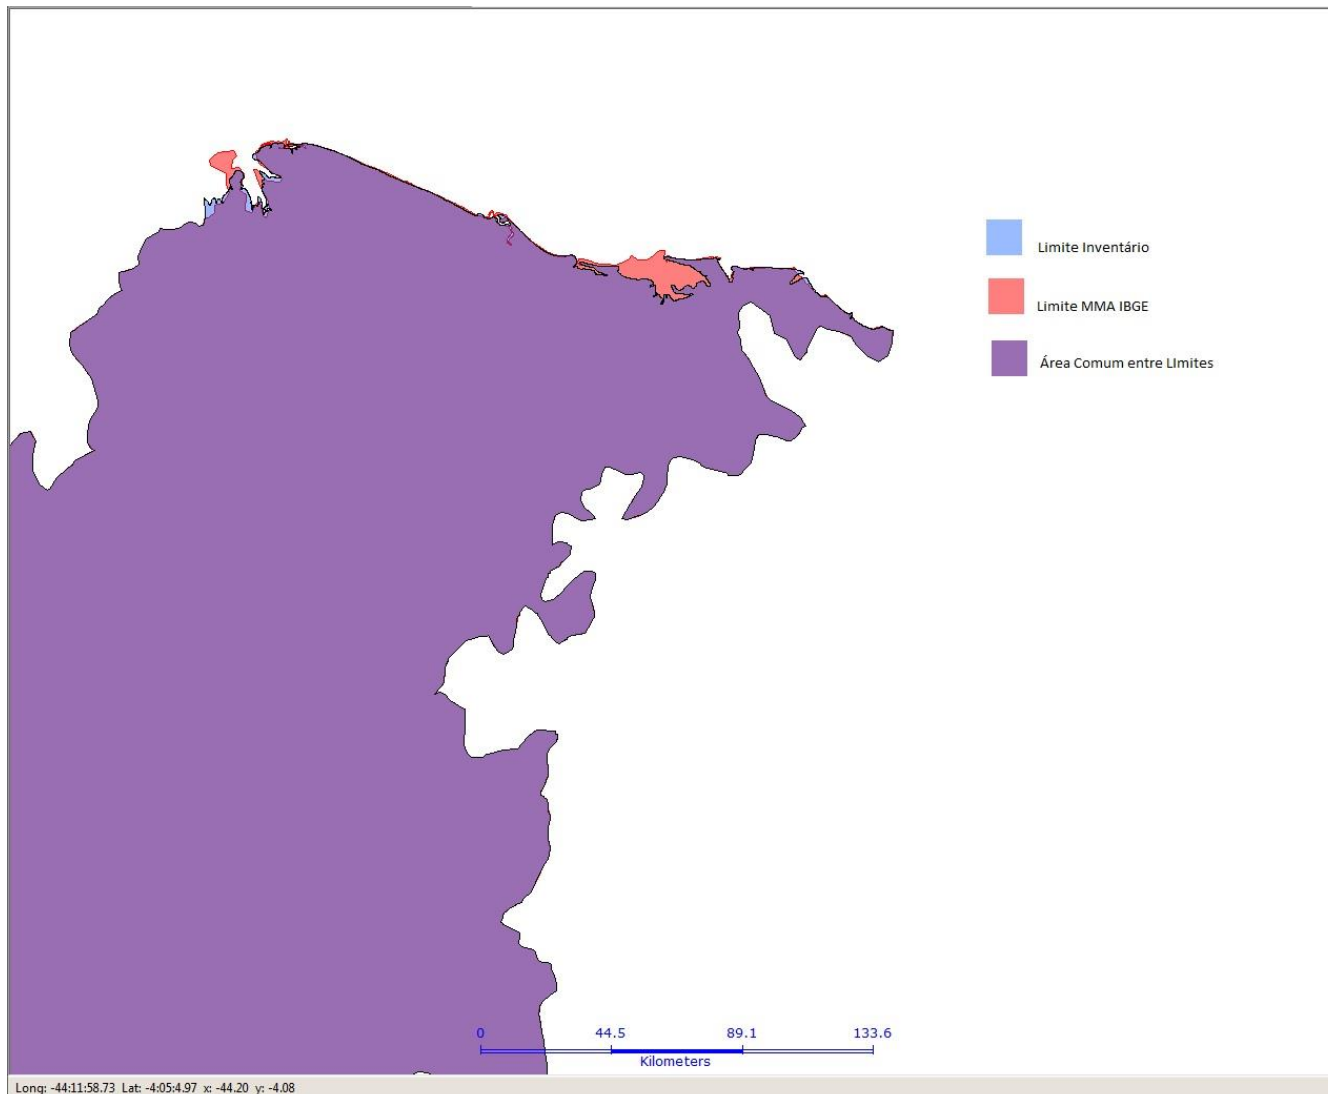 Limite Inventário
Limite MMA IBGE
Área Comum entre LImites
0 44.5 89.1 133.6
Kilometers
Long: -44:11:58.73 Lat: -4:05:4.97 x: -44.20 y: -4.08